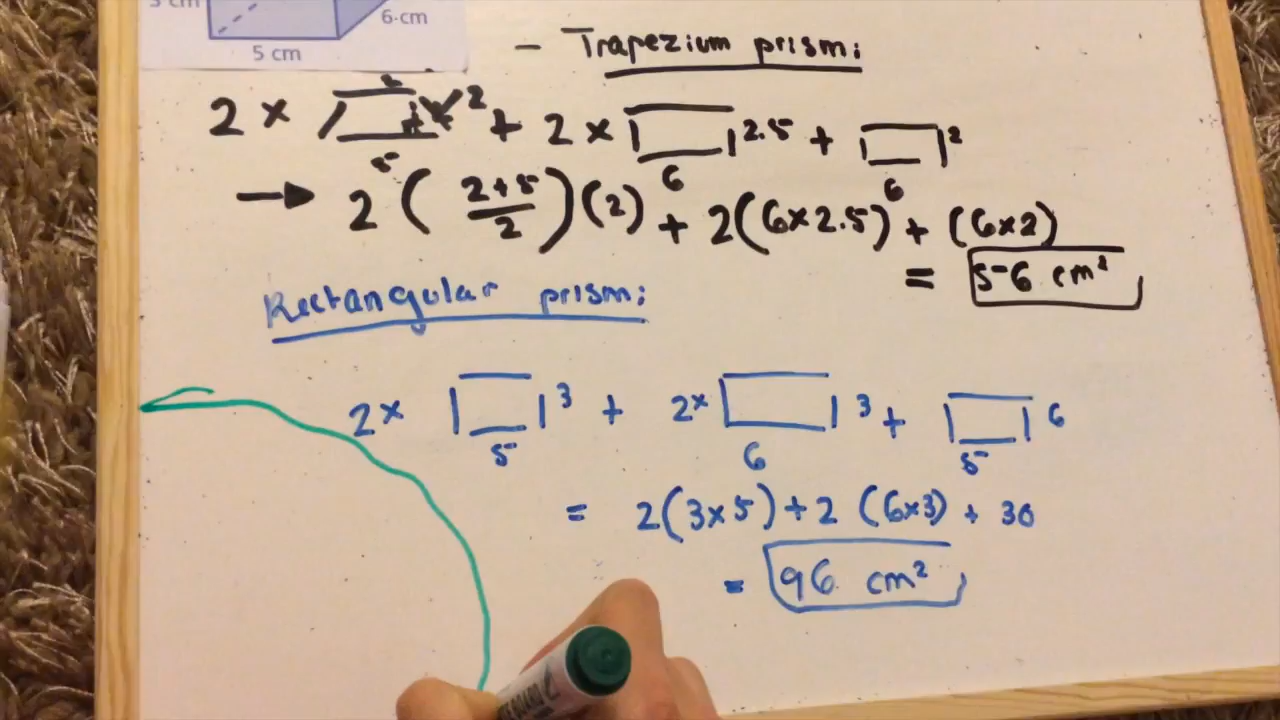 3 cm
6 cm
5 cm
- Trapezium prism:
2 × 2 5 2 + 2 × 6 2.5 + 6 2
→ 2 ( 2+5 / 2 ) (2) + 2(6×2.5) + (6×2)
= 56 cm²
Rectangular prism:
2× 5 3 + 2× 6 3 + 5 6
= 2(3×5) + 2 (6×3) + 30
= 96 cm²